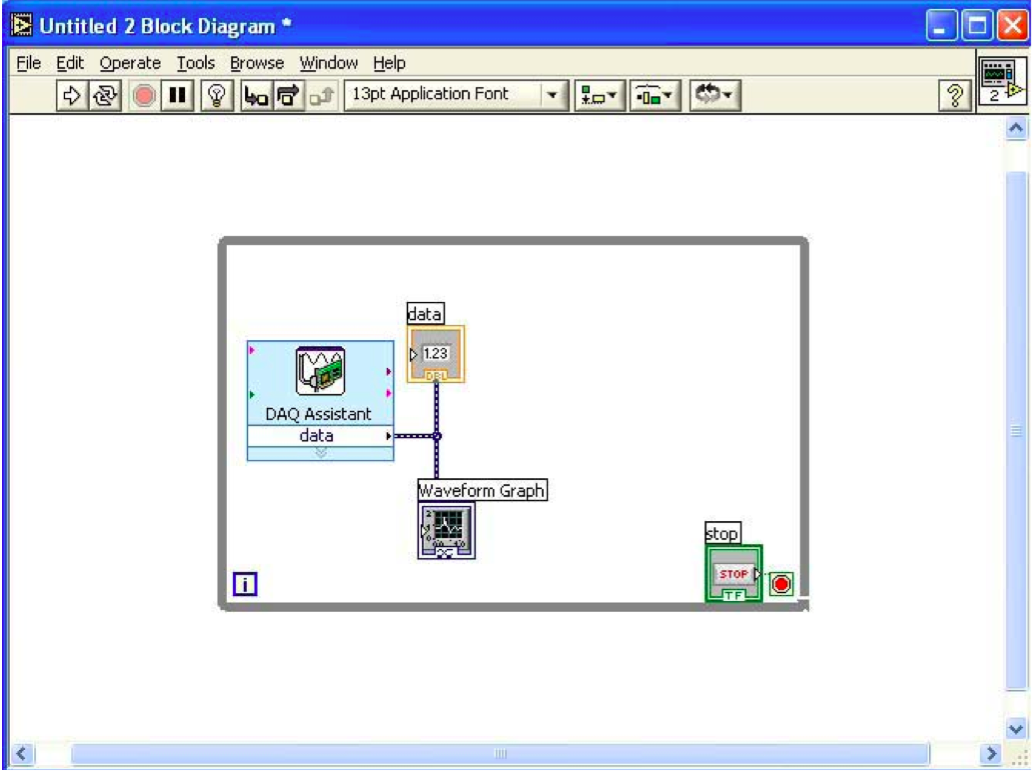 Untitled 2 Block Diagram *
File Edit Operate Tools Browse Window Help
13pt Application Font
?
2
data
1.23
DBL
DAQ Assistant
data
Waveform Graph
stop
STOP
TF
i